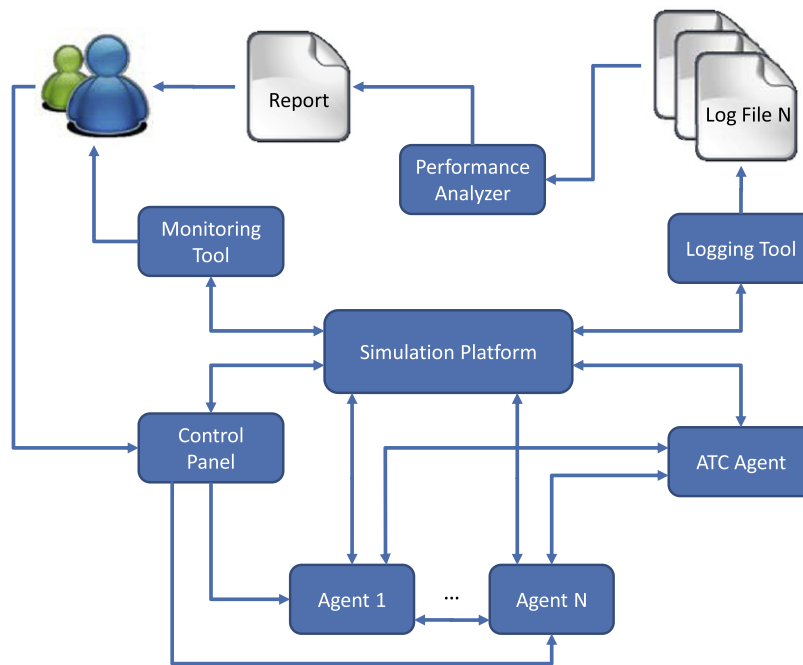 Report
Log File N
Performance
Analyzer
Monitoring
Tool
Logging Tool
Simulation Platform
Control
Panel
ATC Agent
Agent 1
...
Agent N